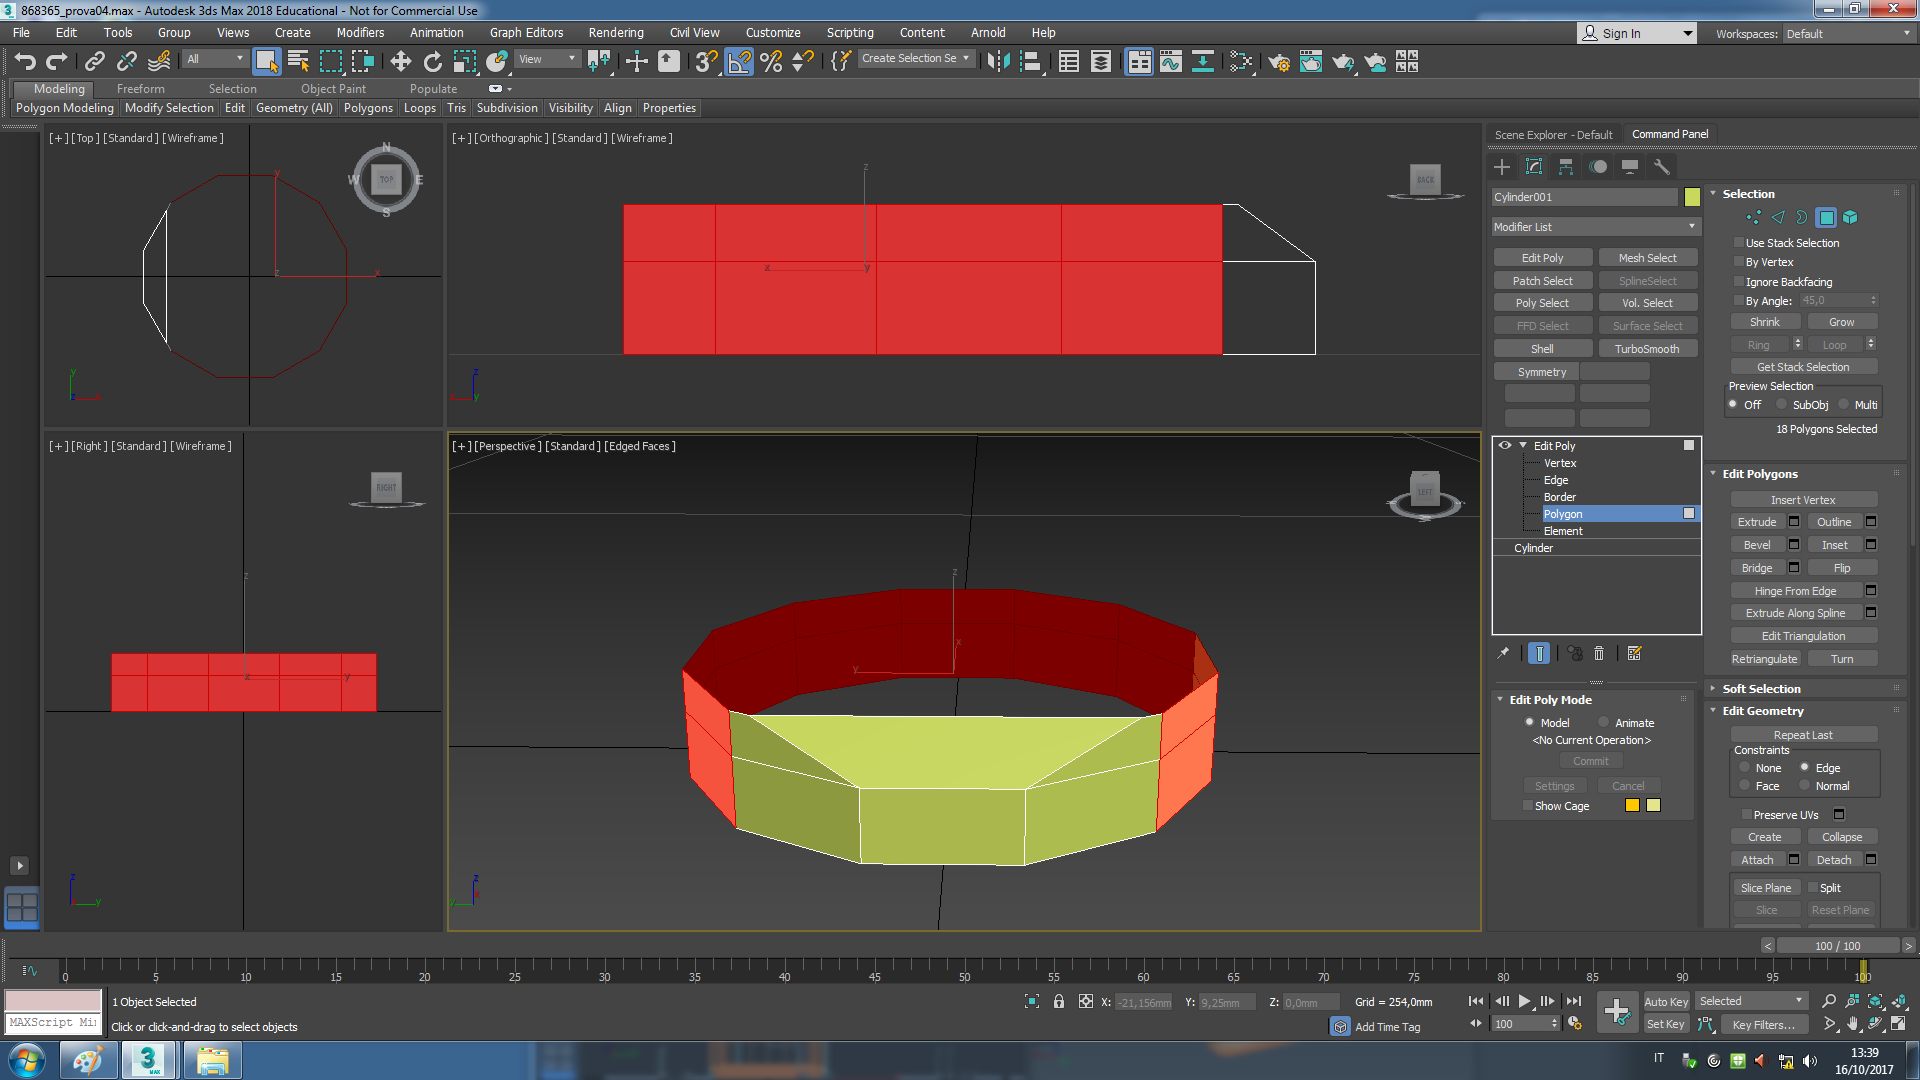 868365_prova04.max - Autodesk 3ds Max 2018 Educational - Not for Commercial Use
File Edit Tools Group Views Create Modifiers Animation Graph Editors Rendering Civil View Customize Scripting Content Arnold Help
Sign In Workspaces: Default
All View Create Selection Se
Modeling Freeform Selection Object Paint Populate
Polygon Modeling Modify Selection Edit Geometry (All) Polygons Loops Tris Subdivision Visibility Align Properties
[+] [Top] [Standard] [Wireframe]
N W E S TOP
y z x
[+] [Orthographic] [Standard] [Wireframe]
BACK
z x y
[+] [Right] [Standard] [Wireframe]
RIGHT
z x y
[+] [Perspective] [Standard] [Edged Faces]
LEFT
z x y
Scene Explorer - Default Command Panel
Cylinder001
Modifier List
Edit Poly Mesh Select
Patch Select SplineSelect
Poly Select Vol. Select
FFD Select Surface Select
Shell TurboSmooth
Symmetry
Edit Poly
Vertex
Edge
Border
Polygon
Element
Cylinder
Edit Poly Mode
Model Animate
<No Current Operation>
Commit
Settings Cancel
Show Cage
Selection
Use Stack Selection
By Vertex
Ignore Backfacing
By Angle: 45,0
Shrink Grow
Ring Loop
Get Stack Selection
Preview Selection
Off SubObj Multi
18 Polygons Selected
Edit Polygons
Insert Vertex
Extrude Outline
Bevel Inset
Bridge Flip
Hinge From Edge
Extrude Along Spline
Edit Triangulation
Retriangulate Turn
Soft Selection
Edit Geometry
Repeat Last
Constraints
None Edge
Face Normal
Preserve UVs
Create Collapse
Attach Detach
Slice Plane Split
Slice Reset Plane
< 100 / 100 >
0 5 10 15 20 25 30 35 40 45 50 55 60 65 70 75 80 85 90 95 100
1 Object Selected
MAXScript Mi
Click or click-and-drag to select objects
X: -21,156mm Y: 9,25mm Z: 0,0mm Grid = 254,0mm
Add Time Tag
100
Auto Key Selected
Set Key Key Filters...
IT
13:39
16/10/2017